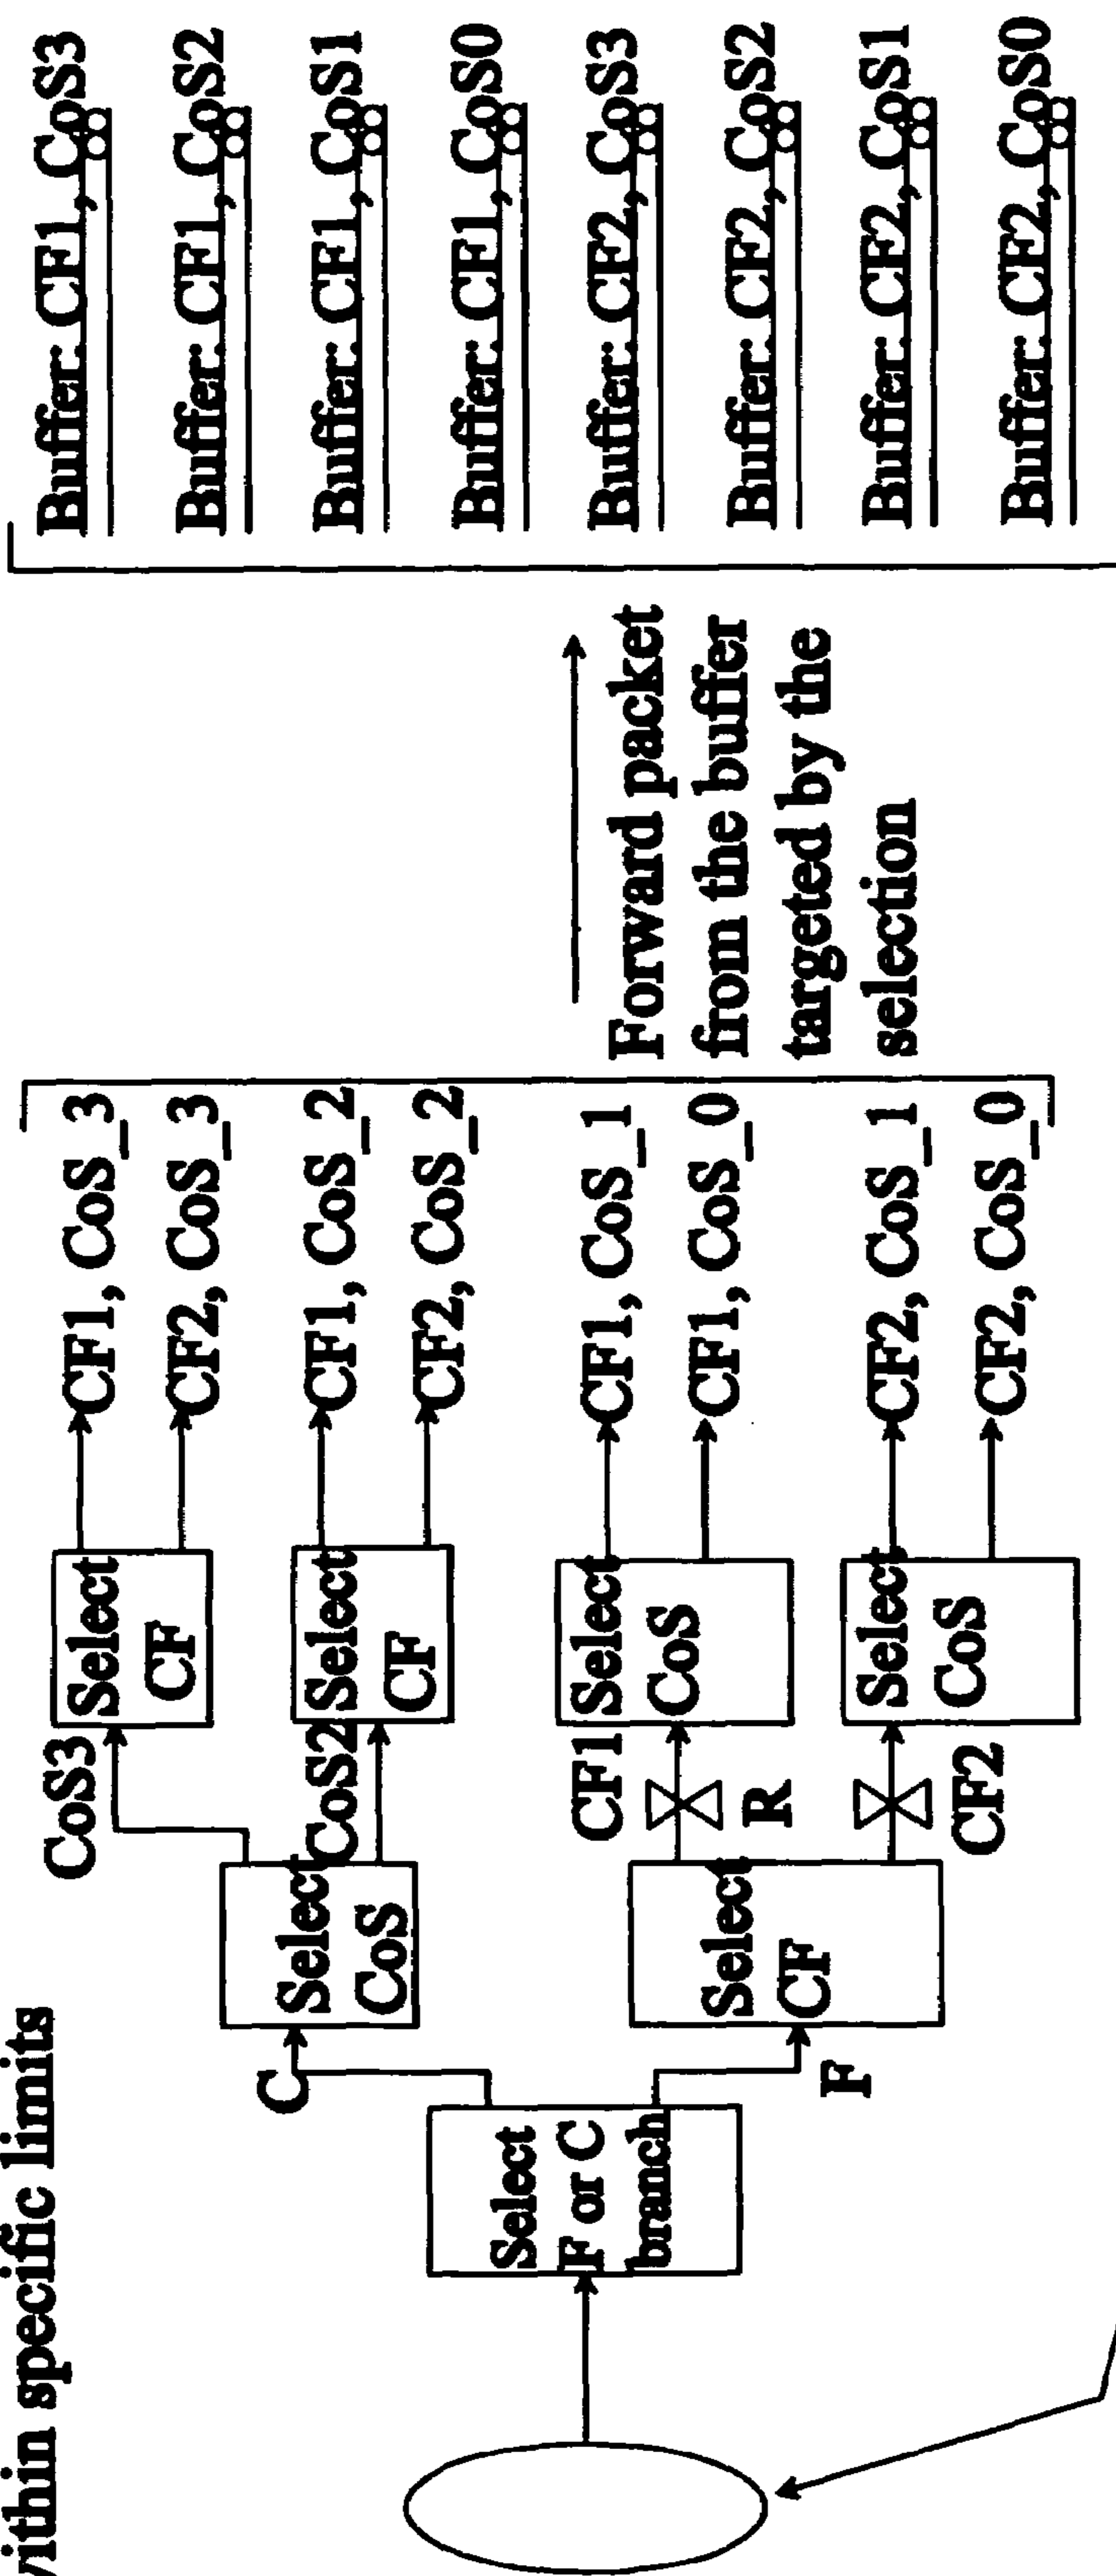 within specific limits
Select
F or C
branch
C
F
Select
CoS
Select
CF
CoS3
CoS2
CF1
R
CF2
Select
CF
Select
CF
Select
CoS
Select
CoS
CF1, CoS_3
CF2, CoS_3
CF1, CoS_2
CF2, CoS_2
CF1, CoS_1
CF1, CoS_0
CF2, CoS_1
CF2, CoS_0
Forward packet
from the buffer
targeted by the
selection
Buffer: CF1, CoS3
Buffer: CF1, CoS2
Buffer: CF1, CoS1
Buffer: CF1, CoS0
Buffer: CF2, CoS3
Buffer: CF2, CoS2
Buffer: CF2, CoS1
Buffer: CF2, CoS0